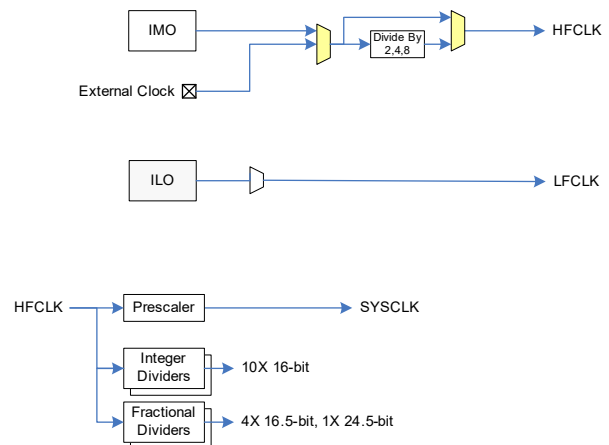 IMO
HFCLK
Divide By
2,4,8
External Clock
ILO
LFCLK
HFCLK
Prescaler
SYSCLK
Integer
Dividers
10X 16-bit
Fractional
Dividers
4X 16.5-bit, 1X 24.5-bit